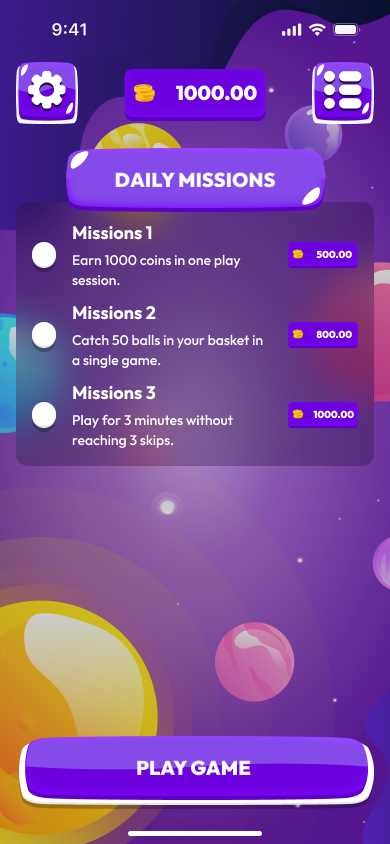 9:41
1000.00
DAILY MISSIONS
Missions 1
Earn 1000 coins in one play
session.
500.00
Missions 2
Catch 50 balls in your basket in
a single game.
800.00
Missions 3
Play for 3 minutes without
reaching 3 skips.
1000.00
PLAY GAME